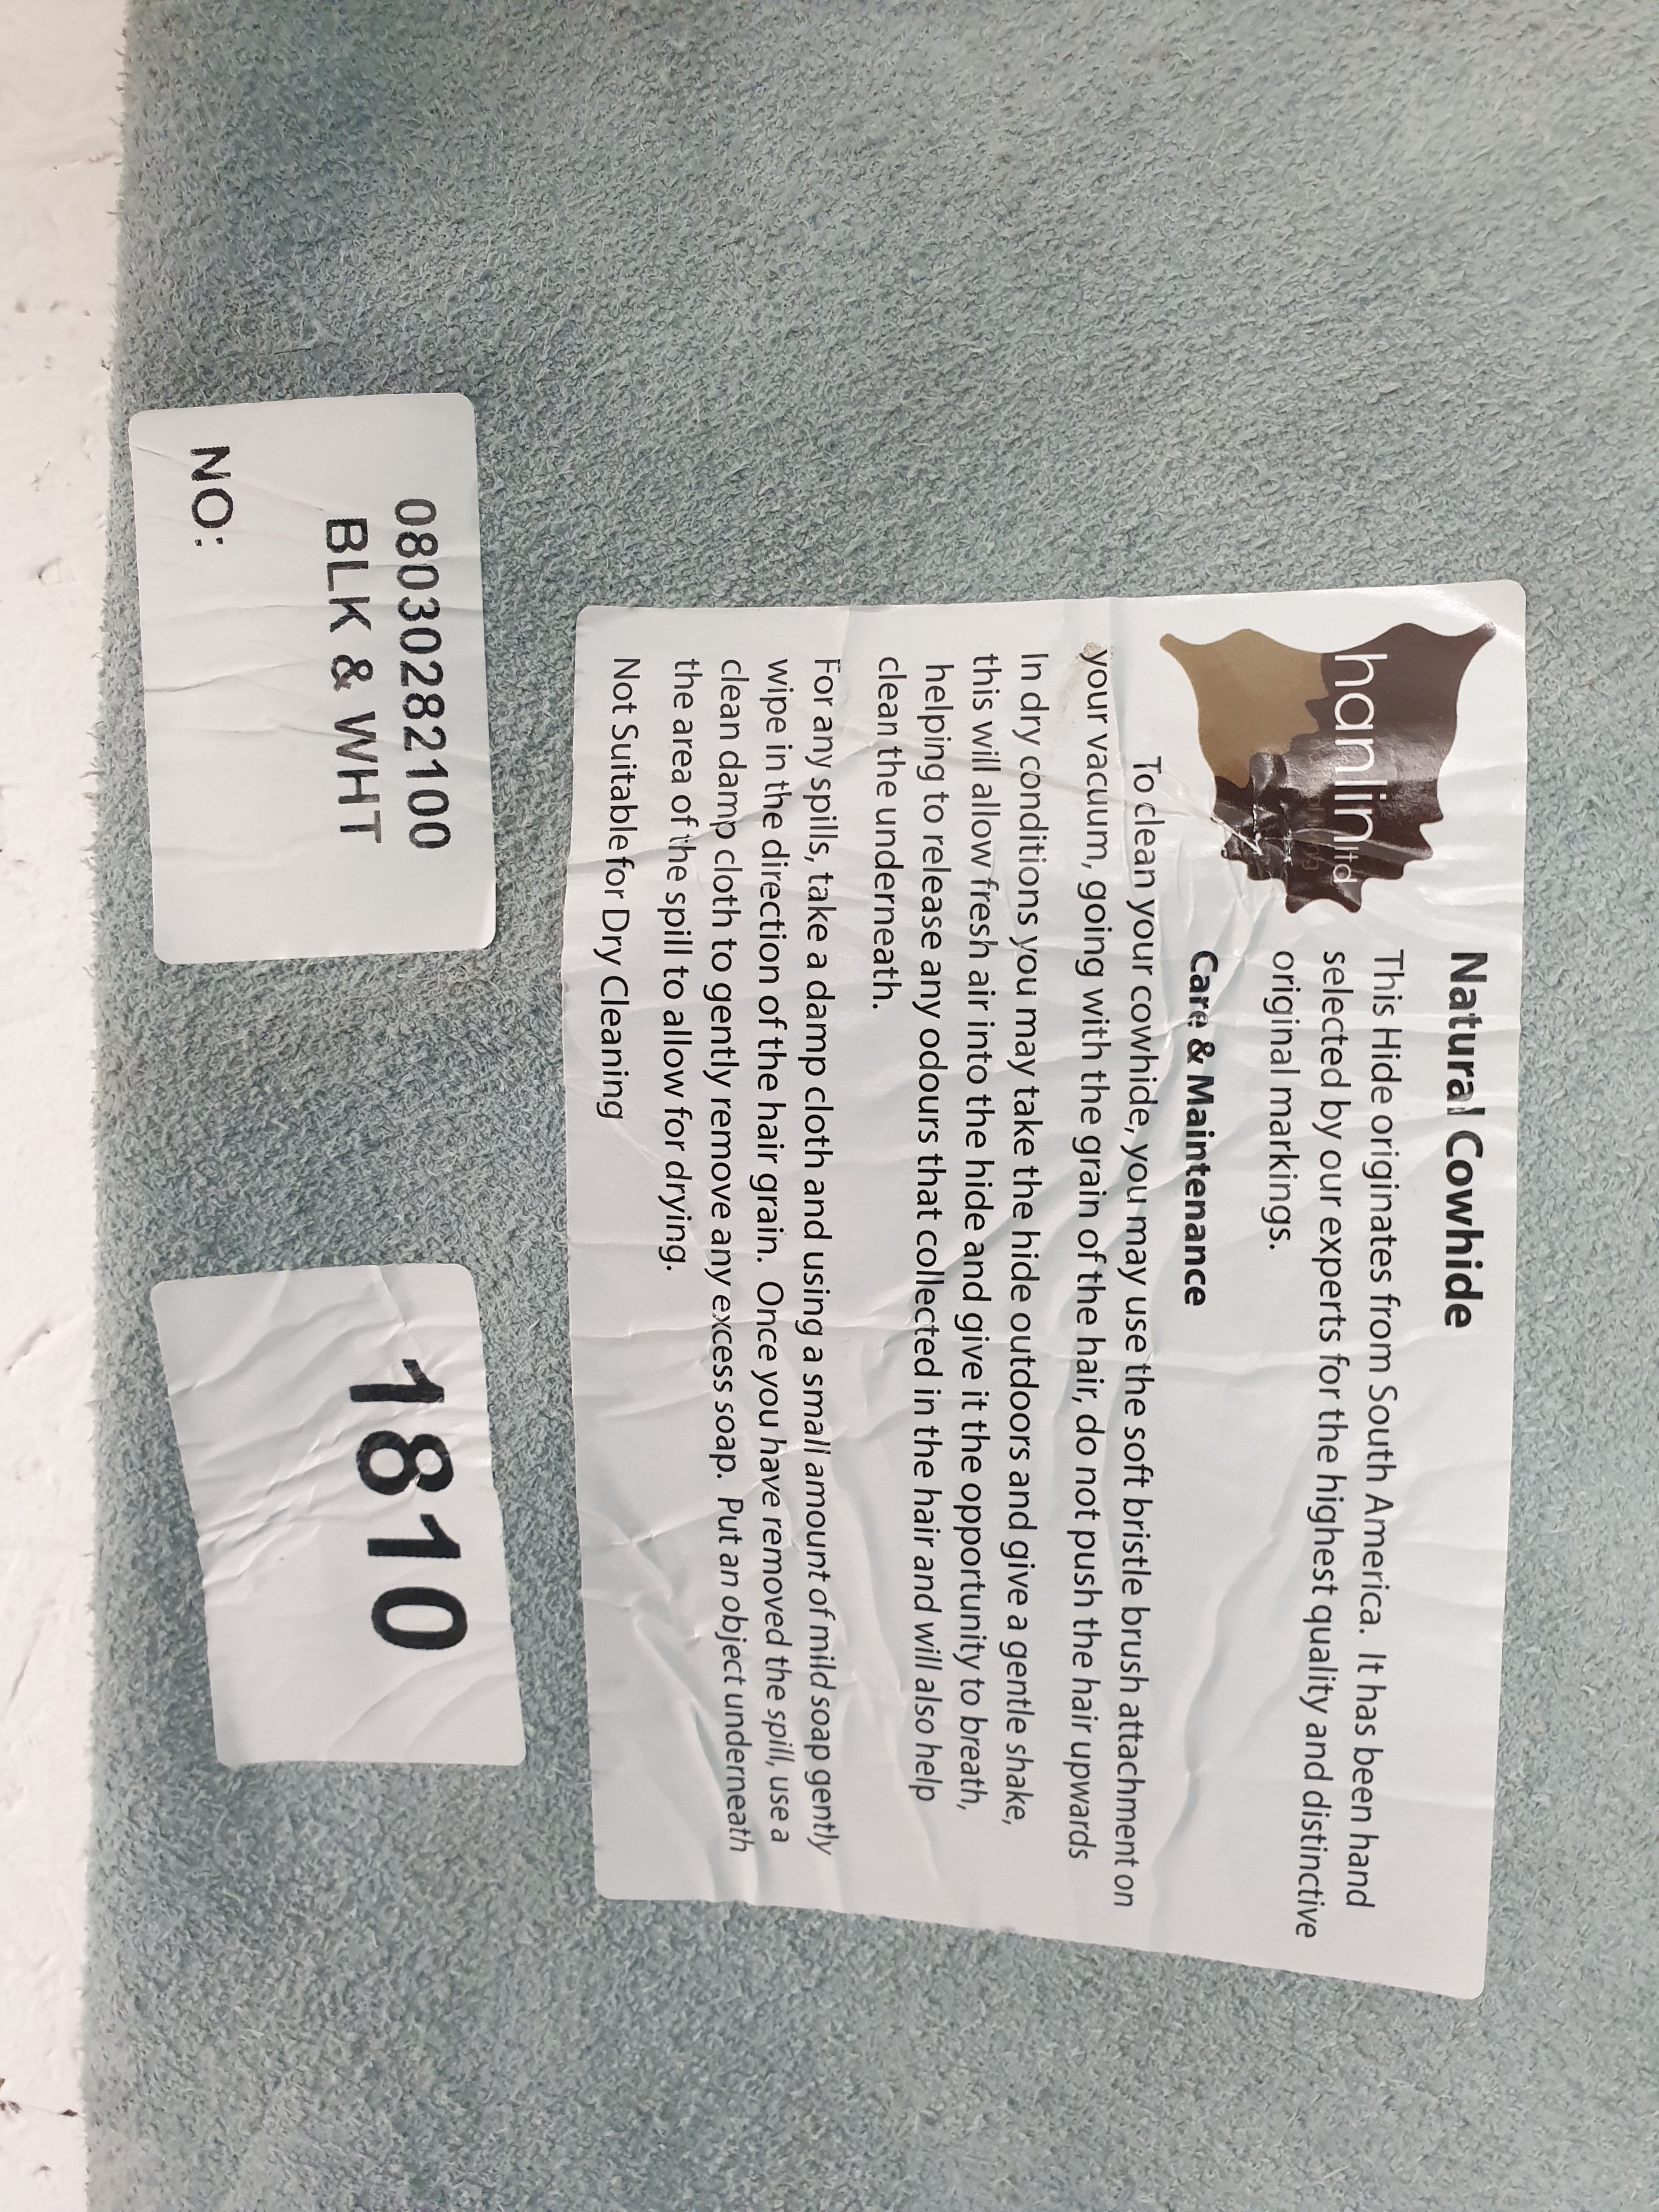 hanlin ltd
Natural Cowhide
This Hide originates from South America.  It has been hand
selected by our experts for the highest quality and distinctive
original markings.
Care & Maintenance
To clean your cowhide, you may use the soft bristle brush attachment on
your vacuum, going with the grain of the hair, do not push the hair upwards
In dry conditions you may take the hide outdoors and give a gentle shake,
this will allow fresh air into the hide and give it the opportunity to breath,
helping to release any odours that collected in the hair and will also help
clean the underneath.
For any spills, take a damp cloth and using a small amount of mild soap gently
wipe in the direction of the hair grain.  Once you have removed the spill, use a
clean damp cloth to gently remove any excess soap.  Put an object underneath
the area of the spill to allow for drying.
Not Suitable for Dry Cleaning
08030282100
BLK & WHT
NO:
1810